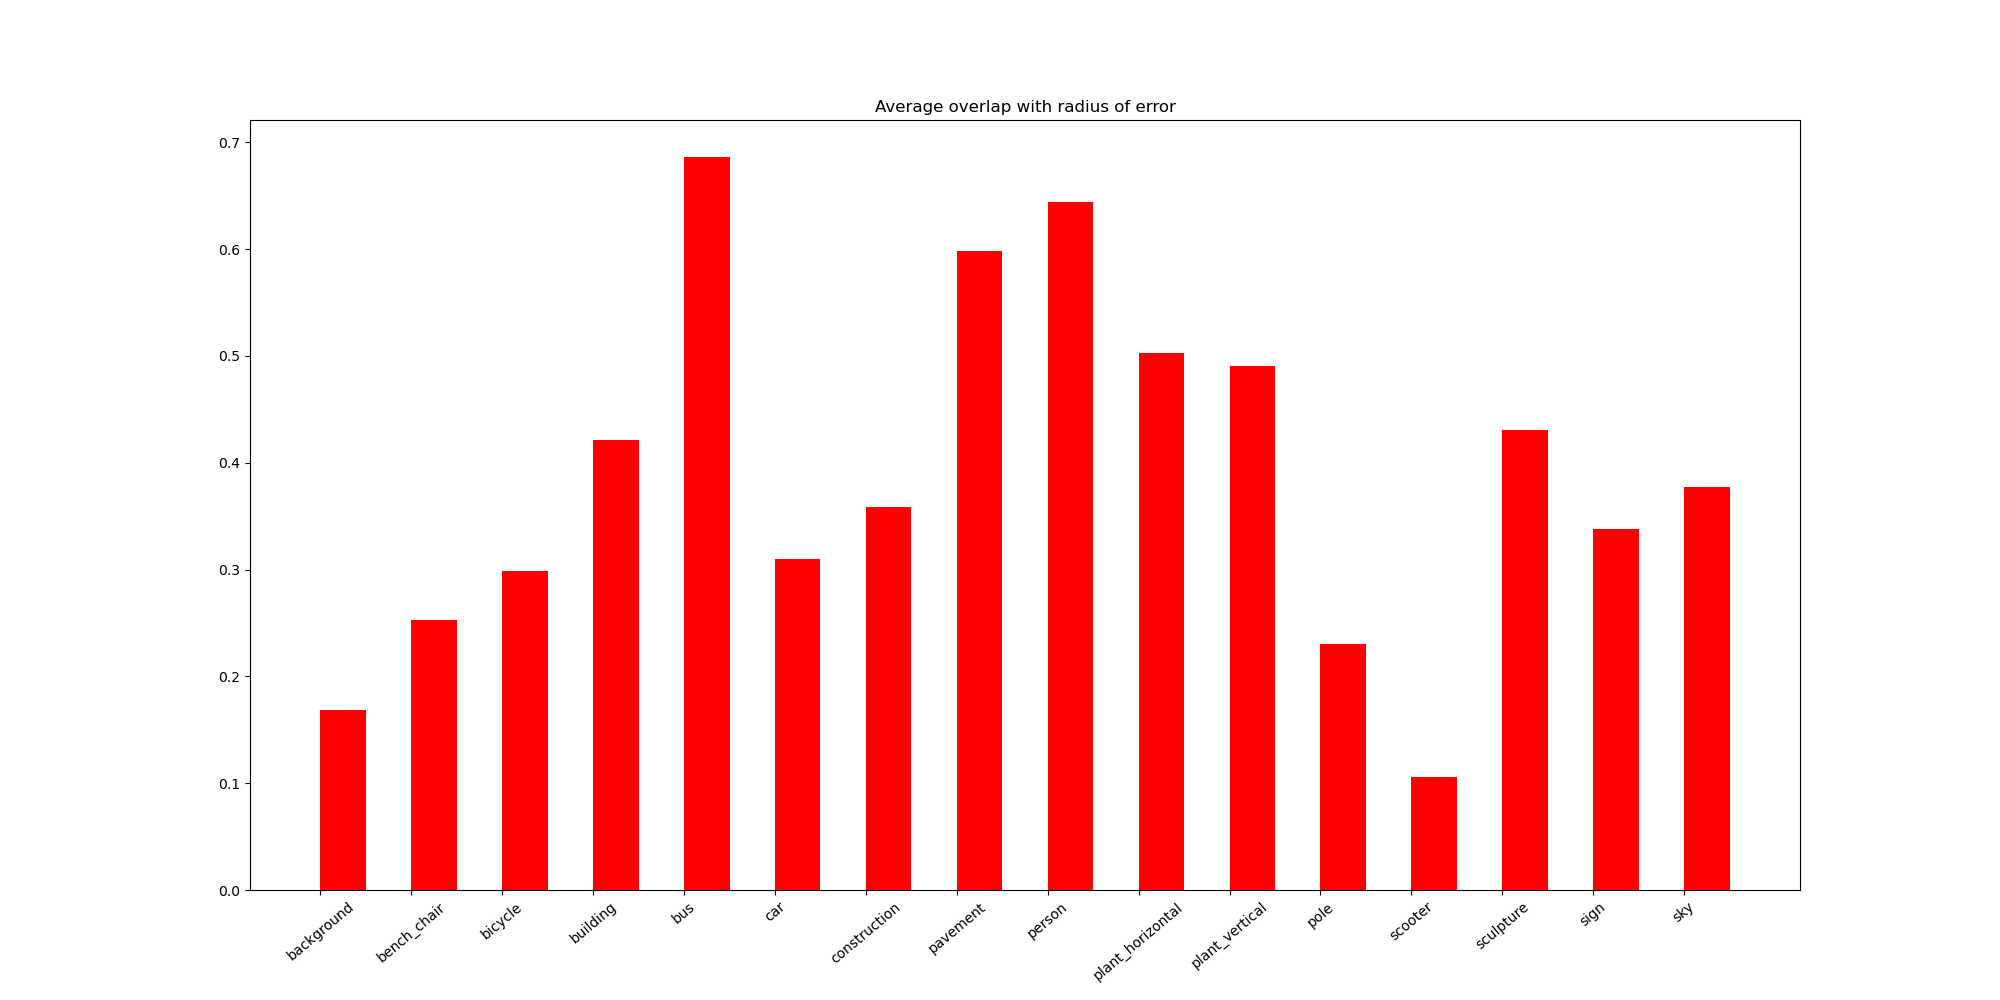 Average overlap with radius of error
0.7
0.6
0.5
0.4
0.3
0.2
0.1
0.0
background
bench_chair
bicycle
building
bus
car
construction
pavement
person
plant_horizontal
plant_vertical
pole
scooter
sculpture
sign
sky